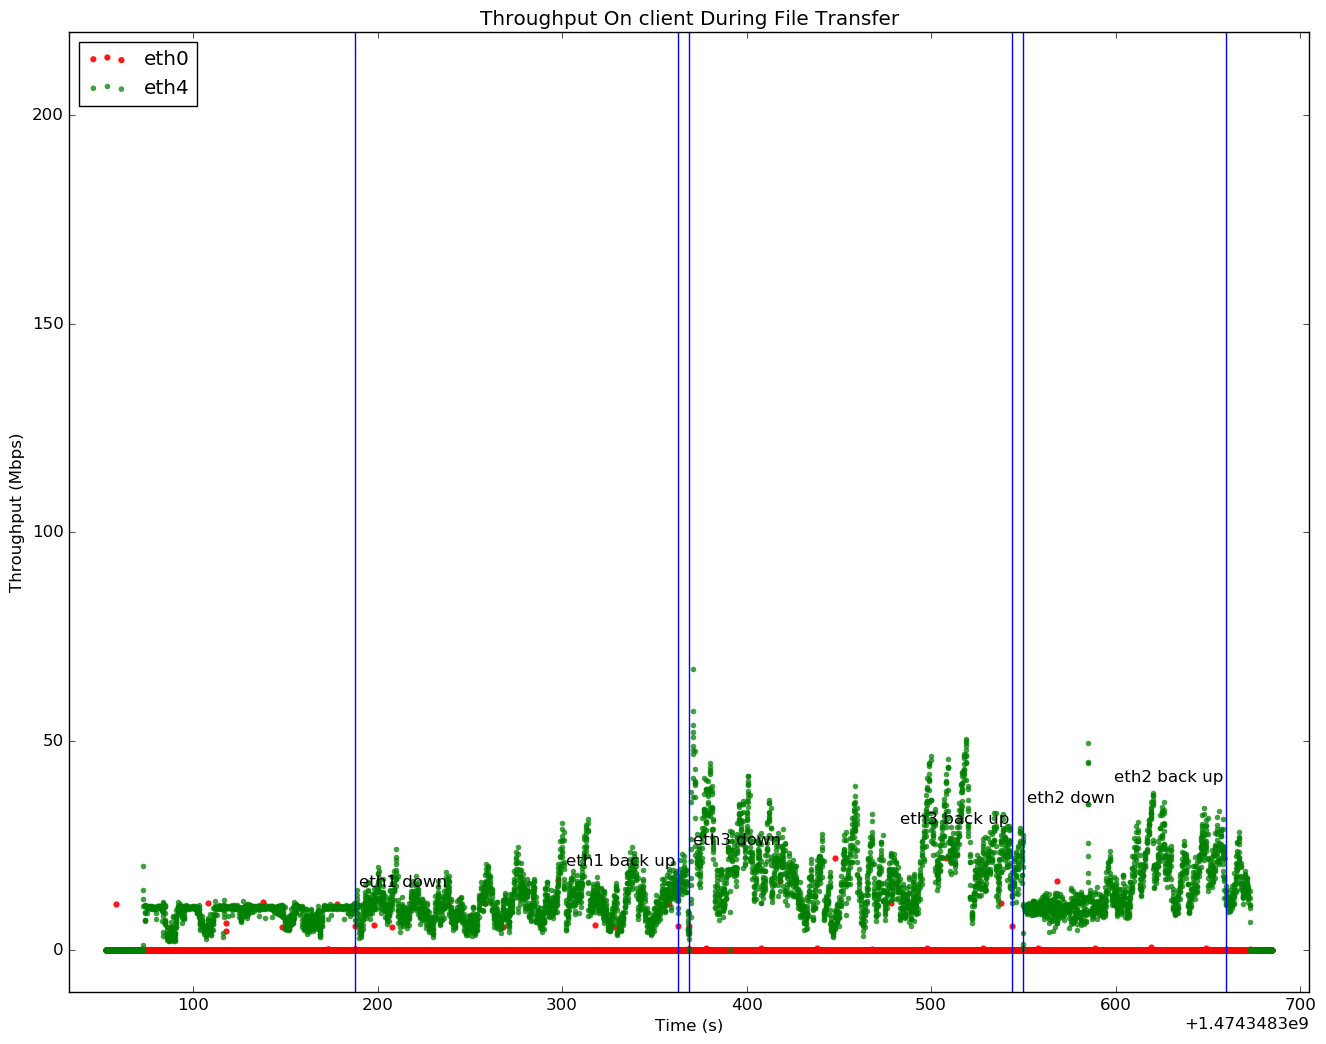 Throughput On client During File Transfer
eth0
eth4
200
150
100
50
0
Throughput (Mbps)
eth1 down
eth1 back up
eth3 down
eth3 back up
eth2 down
eth2 back up
100 200 300 400 500 600 700
Time (s)
+1.4743483e9